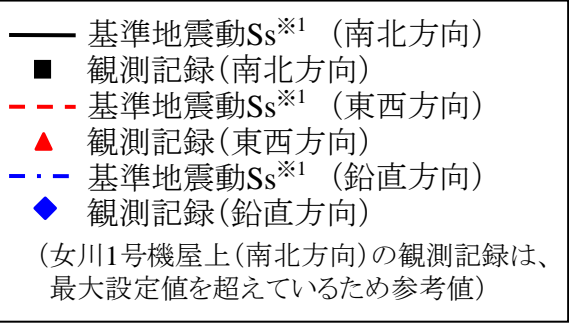 基準地震動Ss※1 （南北方向）
観測記録（南北方向）
基準地震動Ss※1 （東西方向）
観測記録（東西方向）
基準地震動Ss※1 （鉛直方向）
観測記録（鉛直方向）
（女川1号機屋上（南北方向）の観測記録は、
最大設定値を超えているため参考値）